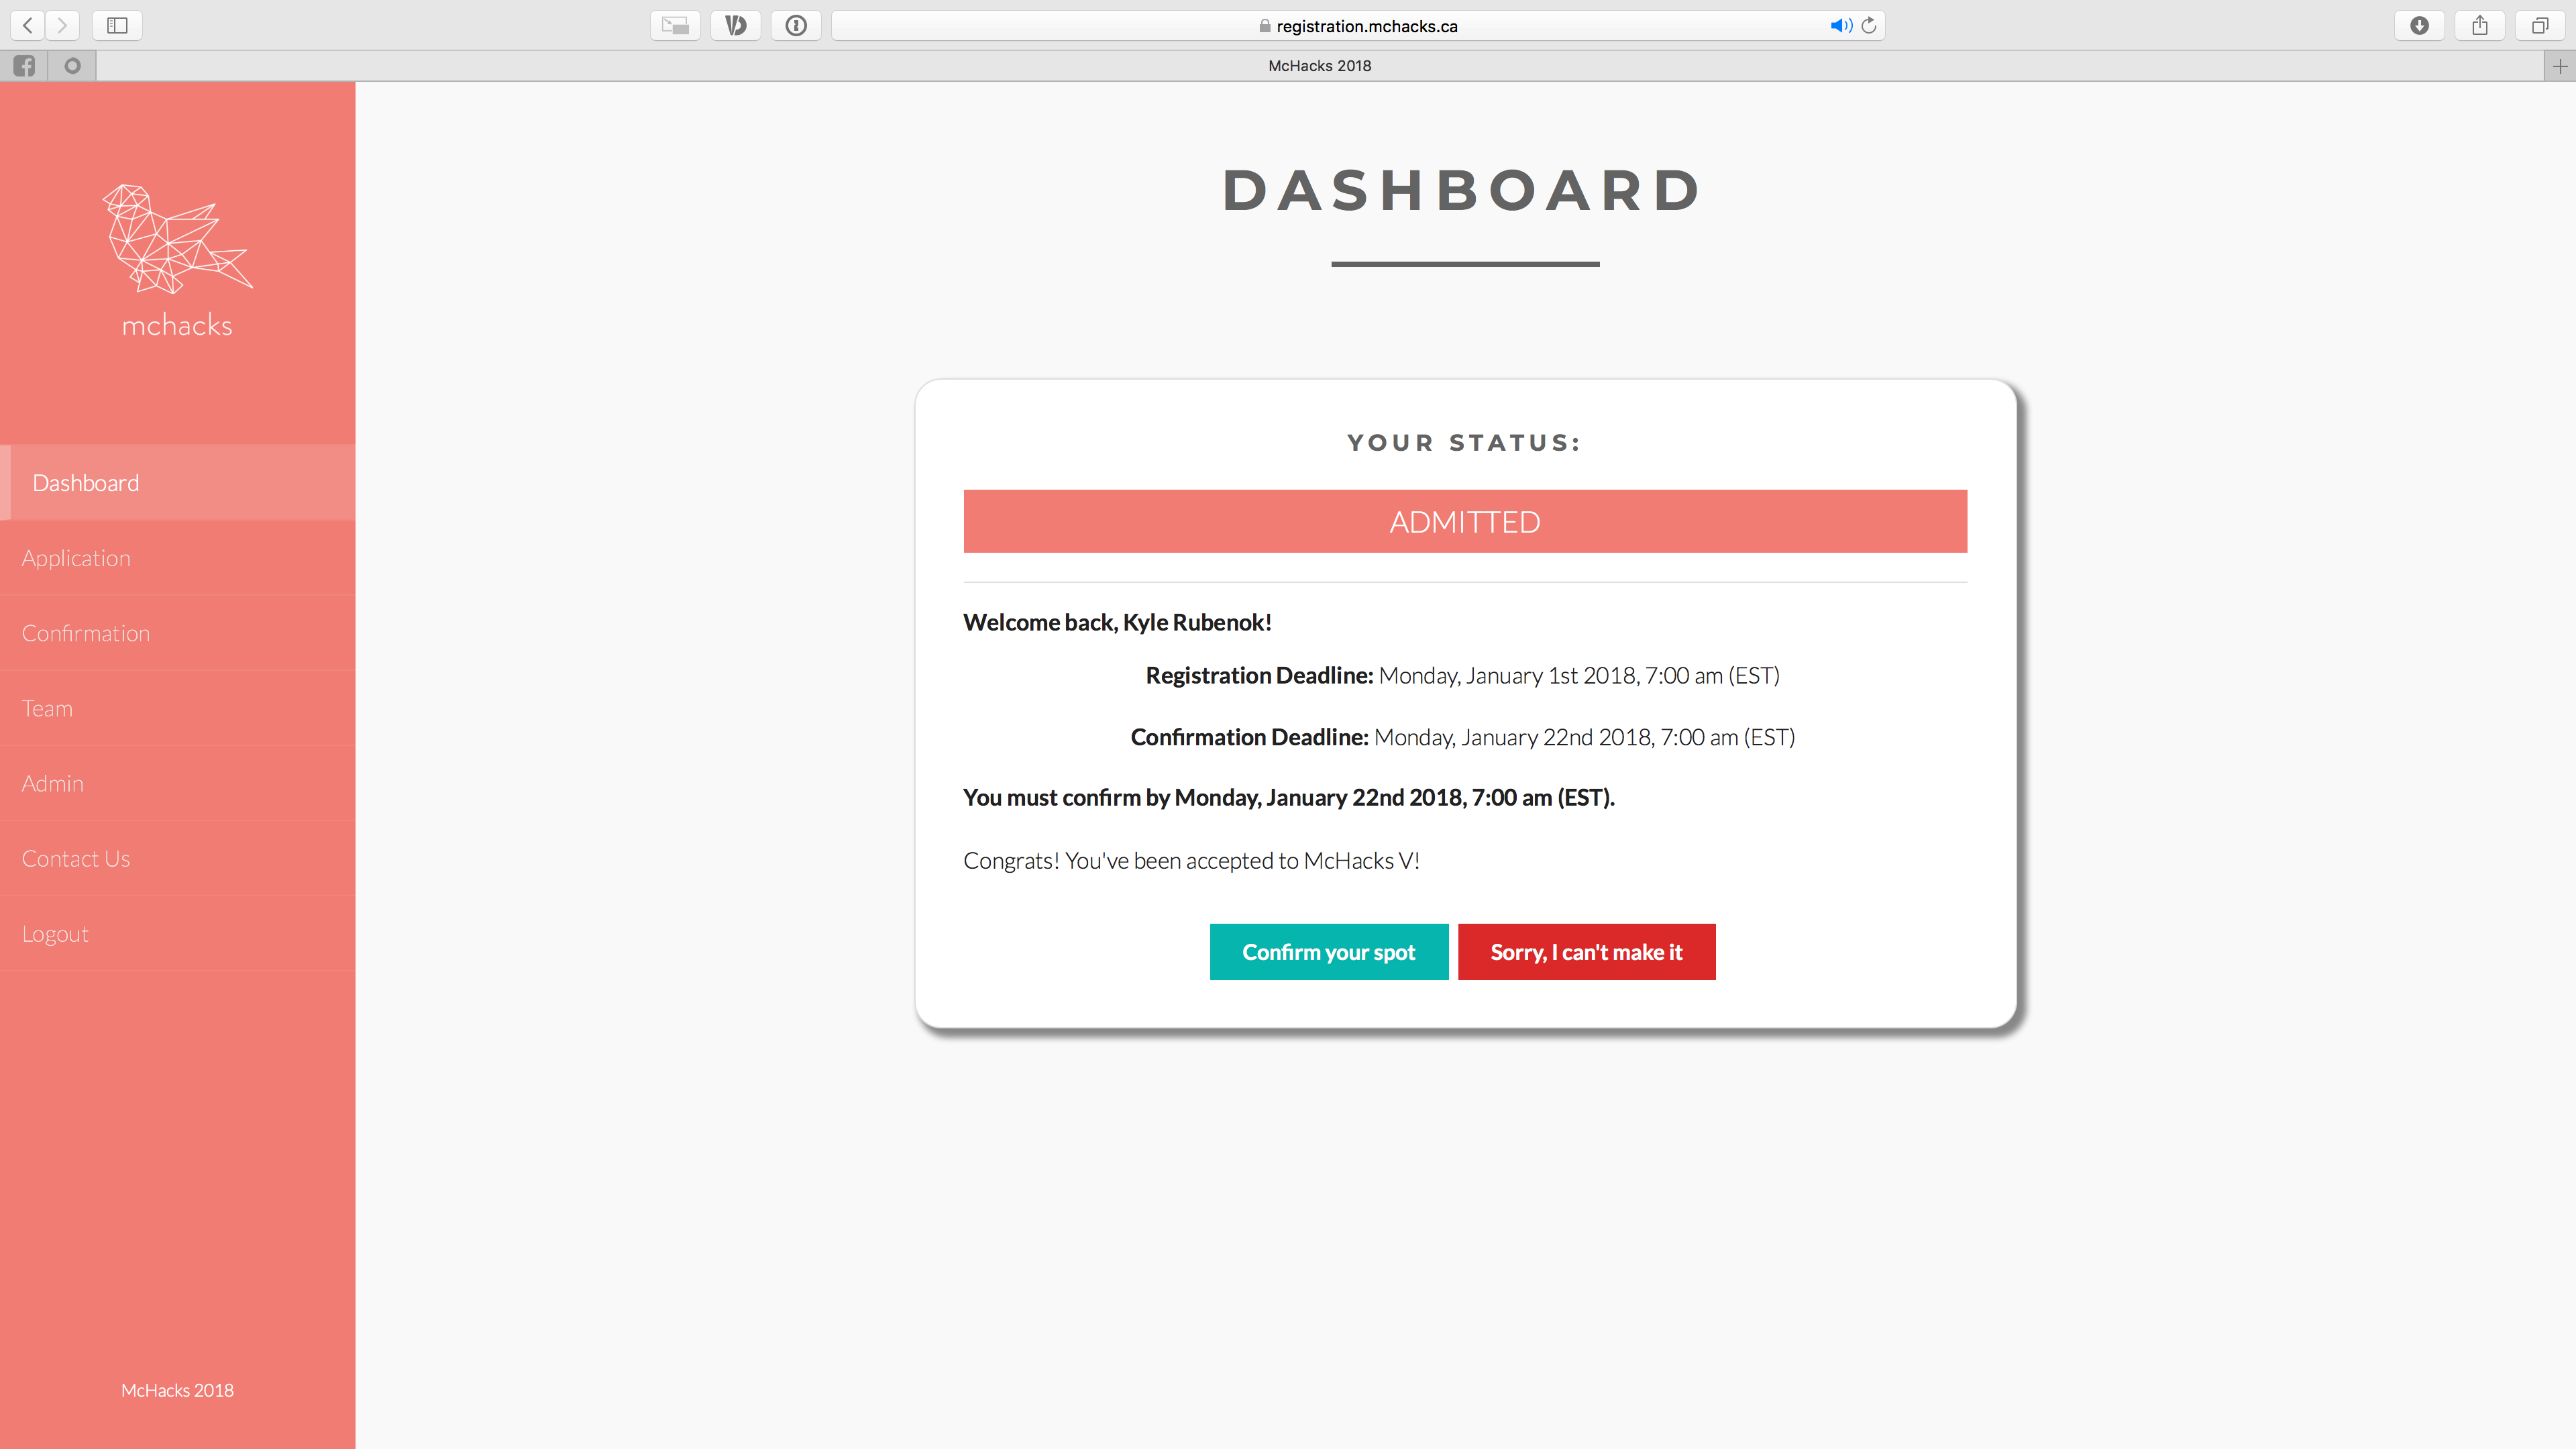 registration.mchacks.ca
McHacks 2018
mchacks
Dashboard
Application
Confirmation
Team
Admin
Contact Us
Logout
McHacks 2018
DASHBOARD
YOUR STATUS:
ADMITTED
Welcome back, Kyle Rubenok!
Registration Deadline: Monday, January 1st 2018, 7:00 am (EST)
Confirmation Deadline: Monday, January 22nd 2018, 7:00 am (EST)
You must confirm by Monday, January 22nd 2018, 7:00 am (EST).
Congrats! You've been accepted to McHacks V!
Confirm your spot
Sorry, I can't make it